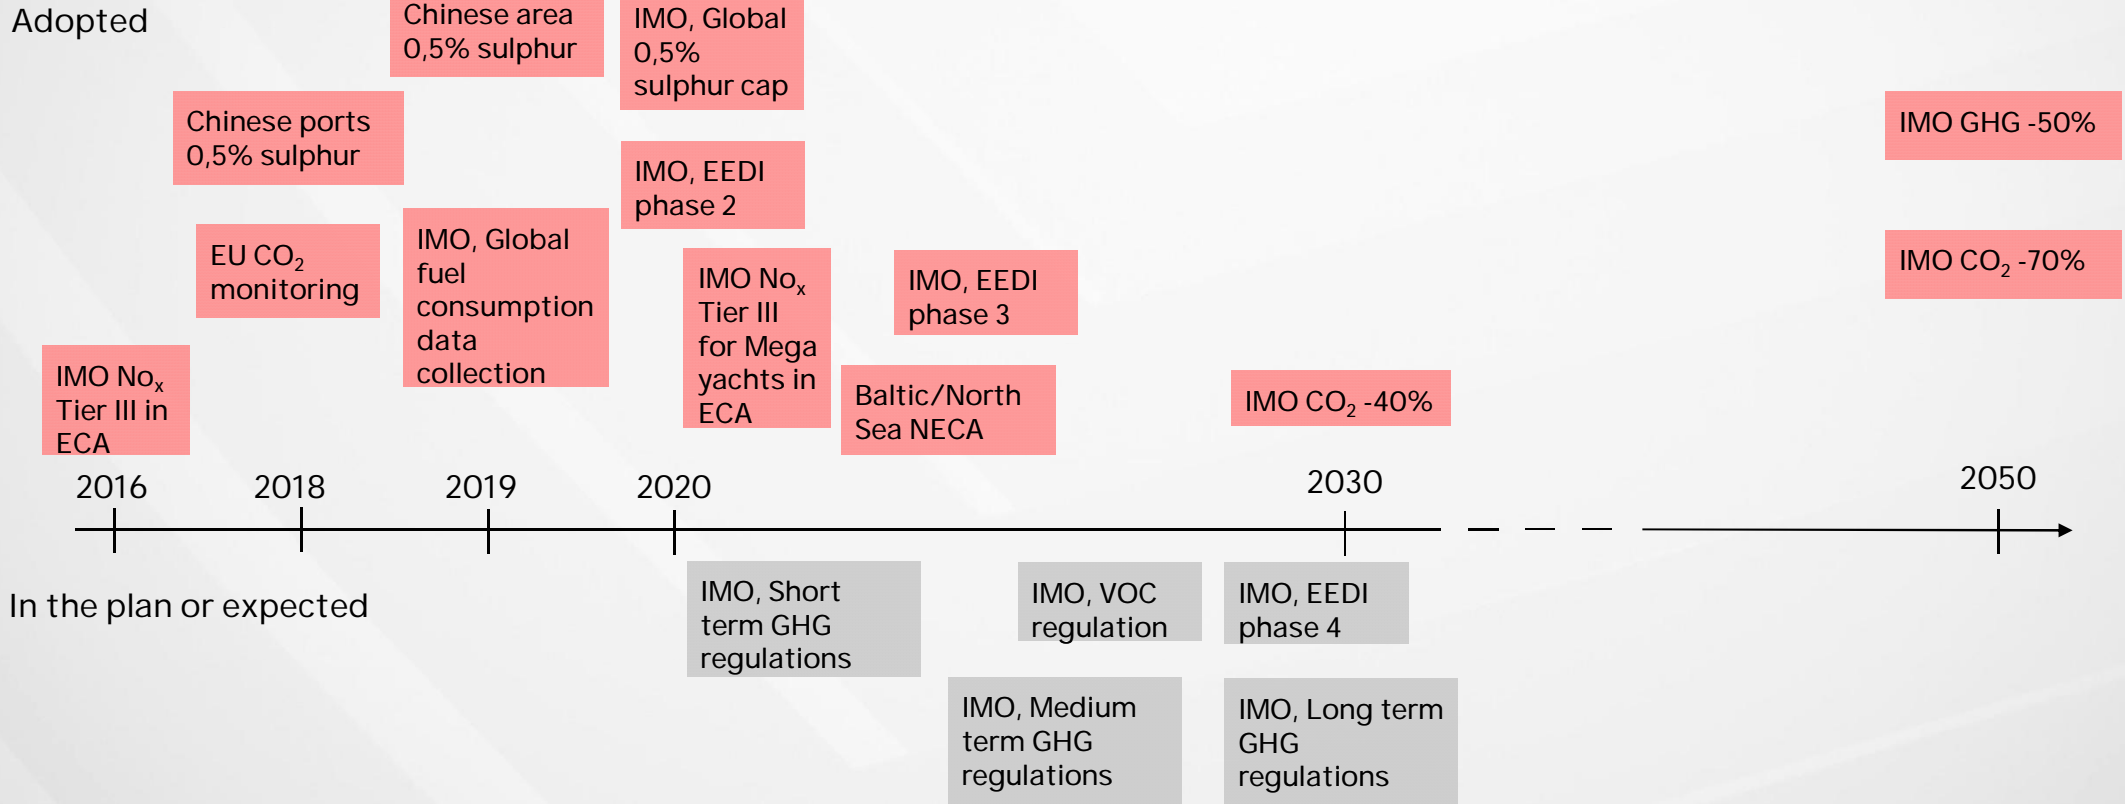 Adopted
Chinese area
0,5% sulphur
IMO, Global
0,5%
sulphur cap
Chinese ports
0,5% sulphur
IMO GHG -50%
IMO, EEDI
phase 2
EU CO₂
monitoring
IMO, Global
fuel
consumption
data
collection
IMO Noₓ
Tier III
for Mega
yachts in
ECA
IMO, EEDI
phase 3
IMO CO₂ -70%
IMO Noₓ
Tier III in
ECA
Baltic/North
Sea NECA
IMO CO₂ -40%
2016
2018
2019
2020
2030
2050
In the plan or expected
IMO, Short
term GHG
regulations
IMO, VOC
regulation
IMO, EEDI
phase 4
IMO, Medium
term GHG
regulations
IMO, Long term
GHG
regulations